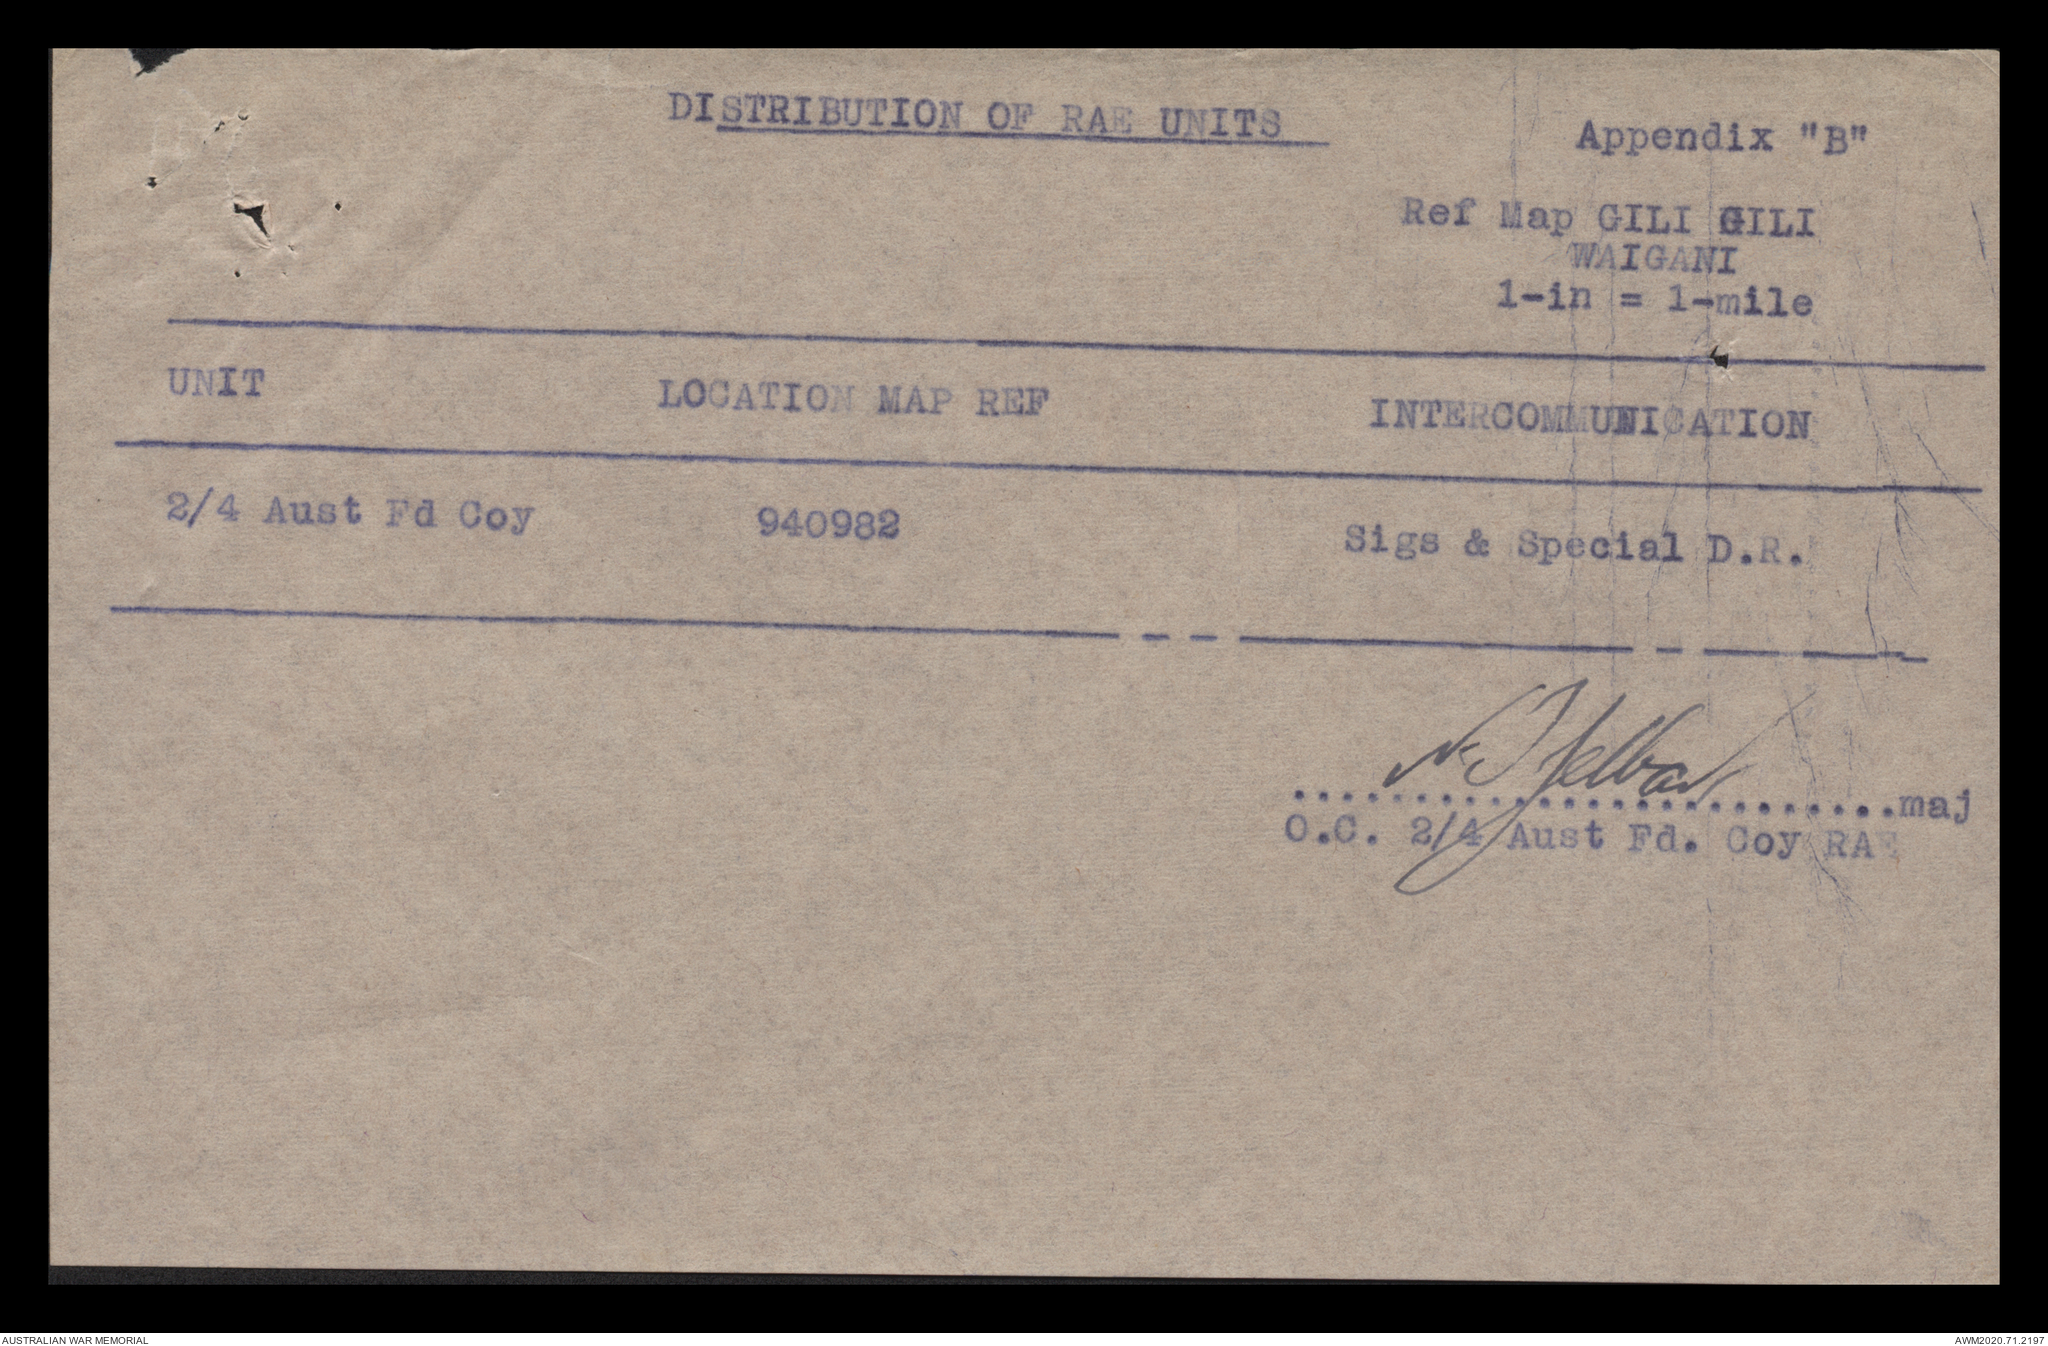 DISTRIBUTION OF RAE UNITS
Appendix "B"
Ref Map GILI GILI
WAIGANI
1-in = 1-mile
UNIT LOCATION MAP REF INTERCOMMUNICATION
2/4 Aust Fd Coy 940982 Sigs & Special D.R.
..........................maj
O.C. 2/4 Aust Fd. Coy RAE
AUSTRALIAN WAR MEMORIAL AWM2020.71.2197